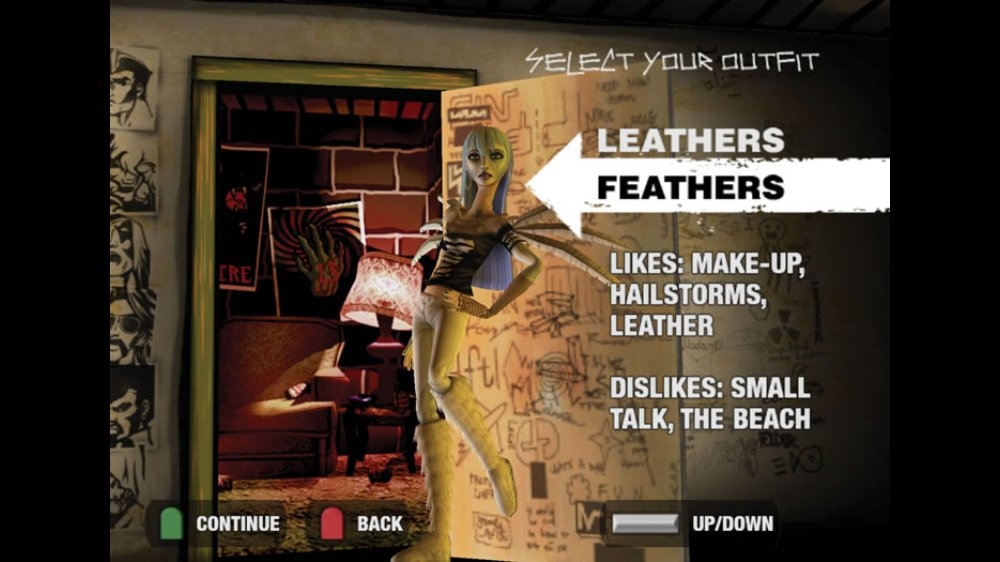 SELECT YOUR OUTFIT
LEATHERS
FEATHERS
LIKES: MAKE-UP,
HAILSTORMS,
LEATHER
DISLIKES: SMALL
TALK, THE BEACH
CONTINUE
BACK
UP/DOWN